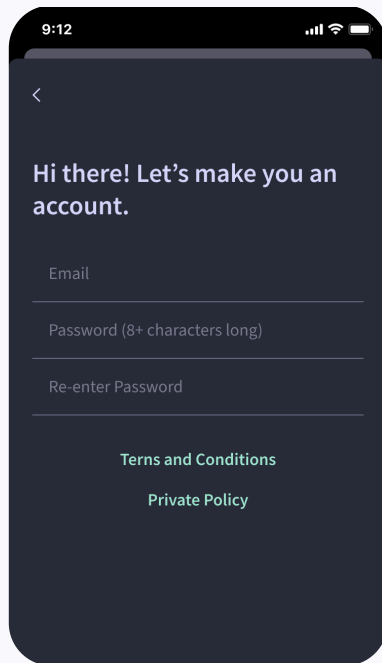 9:12
Hi there! Let’s make you an
account.
Email
Password (8+ characters long)
Re-enter Password
Terns and Conditions
Private Policy